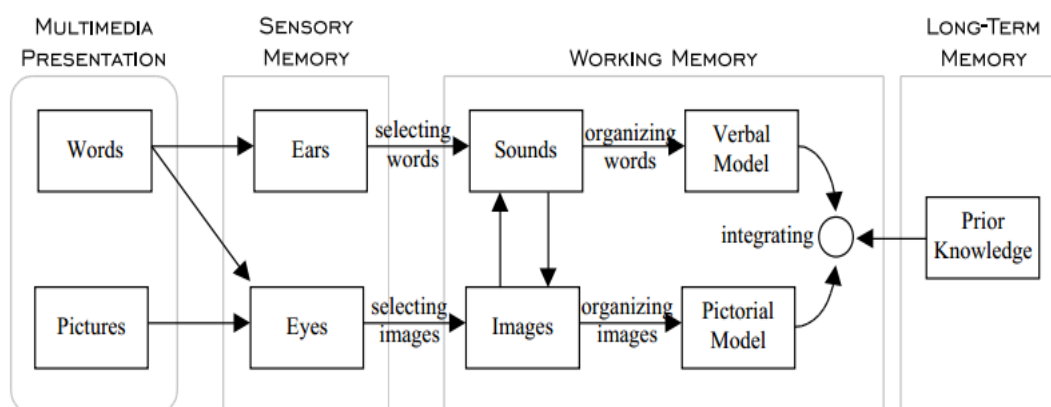 MULTIMEDIA
PRESENTATION
SENSORY
MEMORY
WORKING MEMORY
LONG-TERM
MEMORY
Words
Ears
selecting
words
Sounds
organizing
words
Verbal
Model
integrating
Prior
Knowledge
Pictures
Eyes
selecting
images
Images
organizing
images
Pictorial
Model